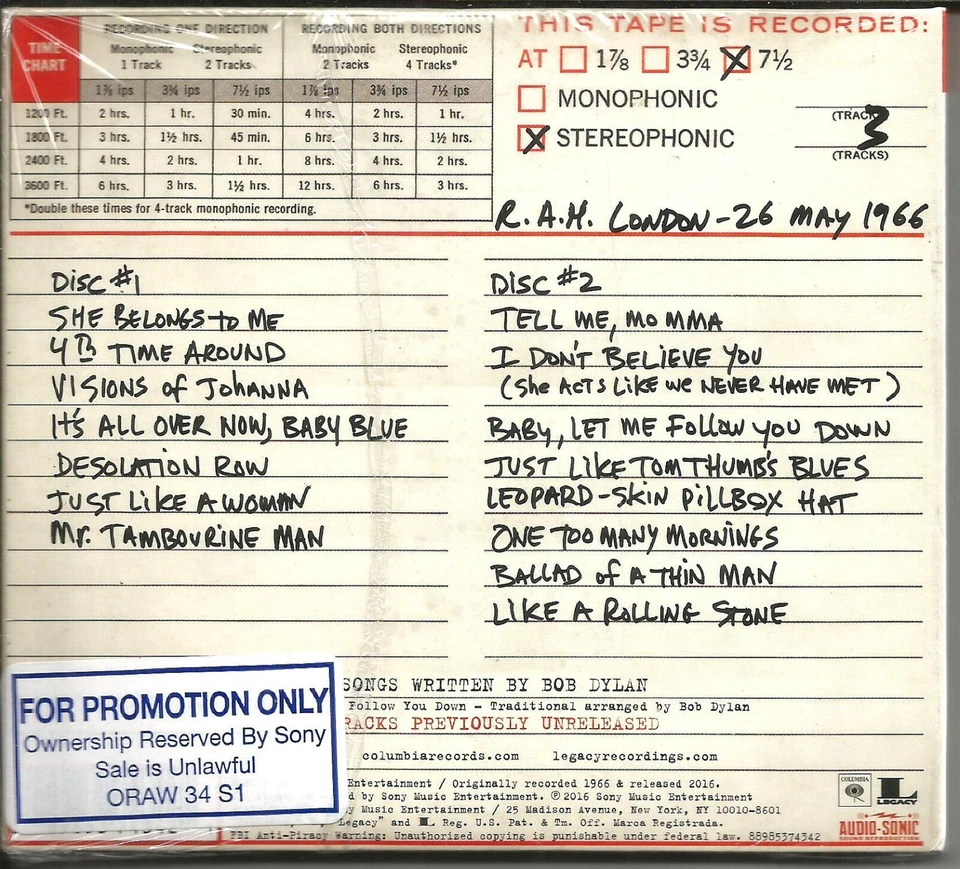 TIME CHART
RECORDING ONE DIRECTION RECORDING BOTH DIRECTIONS
Monophonic Stereophonic Monophonic Stereophonic
1 Track 2 Tracks 2 Tracks 4 Tracks*
1⅞ ips 3¾ ips 7½ ips 1⅞ ips 3¾ ips 7½ ips
1200 Ft. 2 hrs. 1 hr. 30 min. 4 hrs. 2 hrs. 1 hr.
1800 Ft. 3 hrs. 1½ hrs. 45 min. 6 hrs. 3 hrs. 1½ hrs.
2400 Ft. 4 hrs. 2 hrs. 1 hr. 8 hrs. 4 hrs. 2 hrs.
3600 Ft. 6 hrs. 3 hrs. 1½ hrs. 12 hrs. 6 hrs. 3 hrs.
*Double these times for 4-track monophonic recording.
THIS TAPE IS RECORDED:
AT 1⅞ 3¾ X 7½
MONOPHONIC
(TRACK)
X STEREOPHONIC 3
(TRACKS)
R.A.H. LONDON - 26 MAY 1966
DISC #1
SHE BELONGS to ME
4th TIME AROUND
VISIONS of JOHANNA
It's ALL OVER NOW, BABY BLUE
DESOLATION ROW
JUST LIKE A WOMAN
Mr. TAMBOURINE MAN
DISC #2
TELL ME, MOMMA
I DON'T BELIEVE YOU
(She ACTS LIKE we NEVER HAVE MET)
BABY, LET ME FOLLOW YOU DOWN
JUST LIKE TOM THUMB'S BLUES
LEOPARD-SKIN PILLBOX HAT
ONE TOO MANY MORNINGS
BALLAD of A THIN MAN
LIKE A ROLLING STONE
FOR PROMOTION ONLY
Ownership Reserved By Sony
Sale is Unlawful
ORAW 34 S1
SONGS WRITTEN BY BOB DYLAN
Follow You Down - Traditional arranged by Bob Dylan
TRACKS PREVIOUSLY UNRELEASED
columbiarecords.com legacyrecordings.com
Entertainment / Originally recorded 1966 & released 2016.
by Sony Music Entertainment. ℗ 2016 Sony Music Entertainment
Music Entertainment / 25 Madison Avenue, New York, NY 10010-8601
Legacy" and L Reg. U.S. Pat. & Tm. Off. Marca Registrada.
FBI Anti-Piracy Warning: Unauthorized copying is punishable under federal law. 88985374342
COLUMBIA
L LEGACY
AUDIO-SONIC
SOUND REPRODUCTION